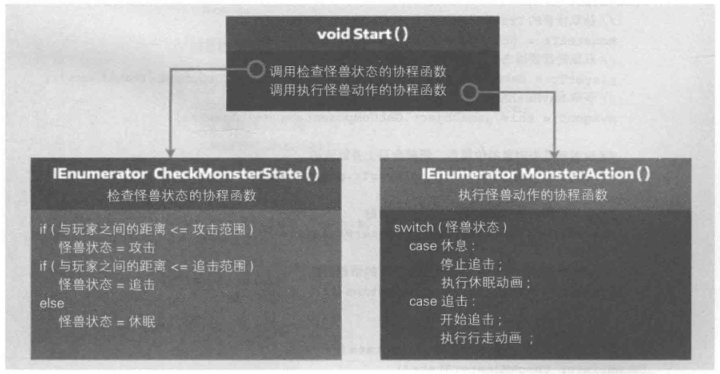 void Start ( )
调用检查怪兽状态的协程函数
调用执行怪兽动作的协程函数
IEnumerator CheckMonsterState ( )
检查怪兽状态的协程函数
if ( 与玩家之间的距离 <= 攻击范围 )
怪兽状态 = 攻击
if ( 与玩家之间的距离 <= 追击范围 )
怪兽状态 = 追击
else
怪兽状态 = 休眠
IEnumerator MonsterAction ( )
执行怪兽动作的协程函数
switch ( 怪兽状态 )
case 休息 :
停止追击 ;
执行休眠动画 ;
case 追击 :
开始追击 ;
执行行走动画 ;